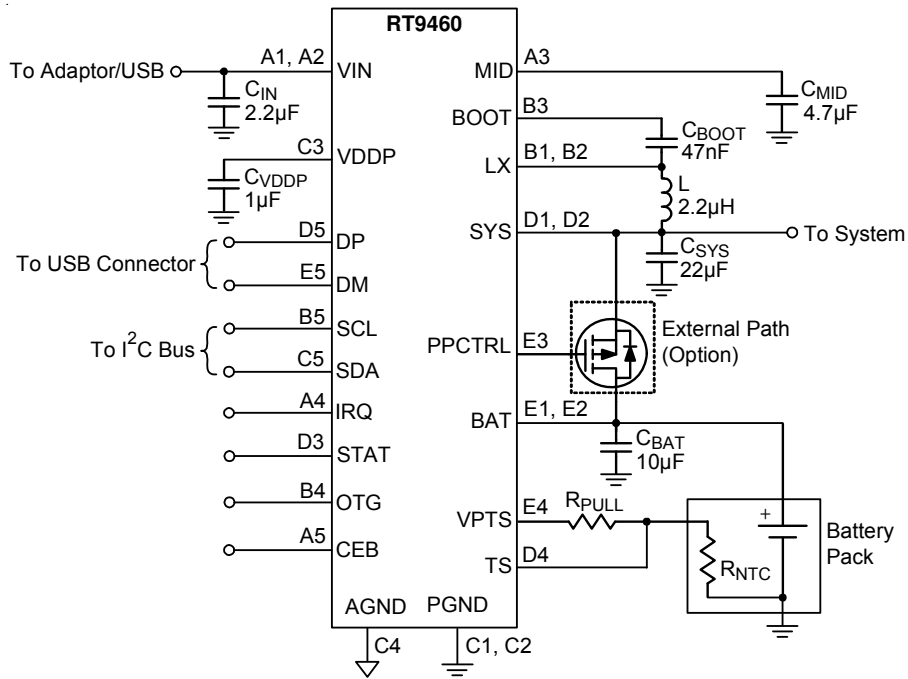 RT9460
To Adaptor/USB
A1, A2
VIN
CIN
2.2µF
C3
VDDP
CVDDP
1µF
To USB Connector
D5
DP
E5
DM
To I2C Bus
B5
SCL
C5
SDA
A4
IRQ
D3
STAT
B4
OTG
A5
CEB
AGND
C4
PGND
C1, C2
MID
A3
CMID
4.7µF
BOOT
B3
CBOOT
47nF
LX
B1, B2
L
2.2µH
SYS
D1, D2
To System
CSYS
22µF
PPCTRL
E3
External Path
(Option)
BAT
E1, E2
CBAT
10µF
VPTS
E4
RPULL
TS
D4
RNTC
+
Battery
Pack